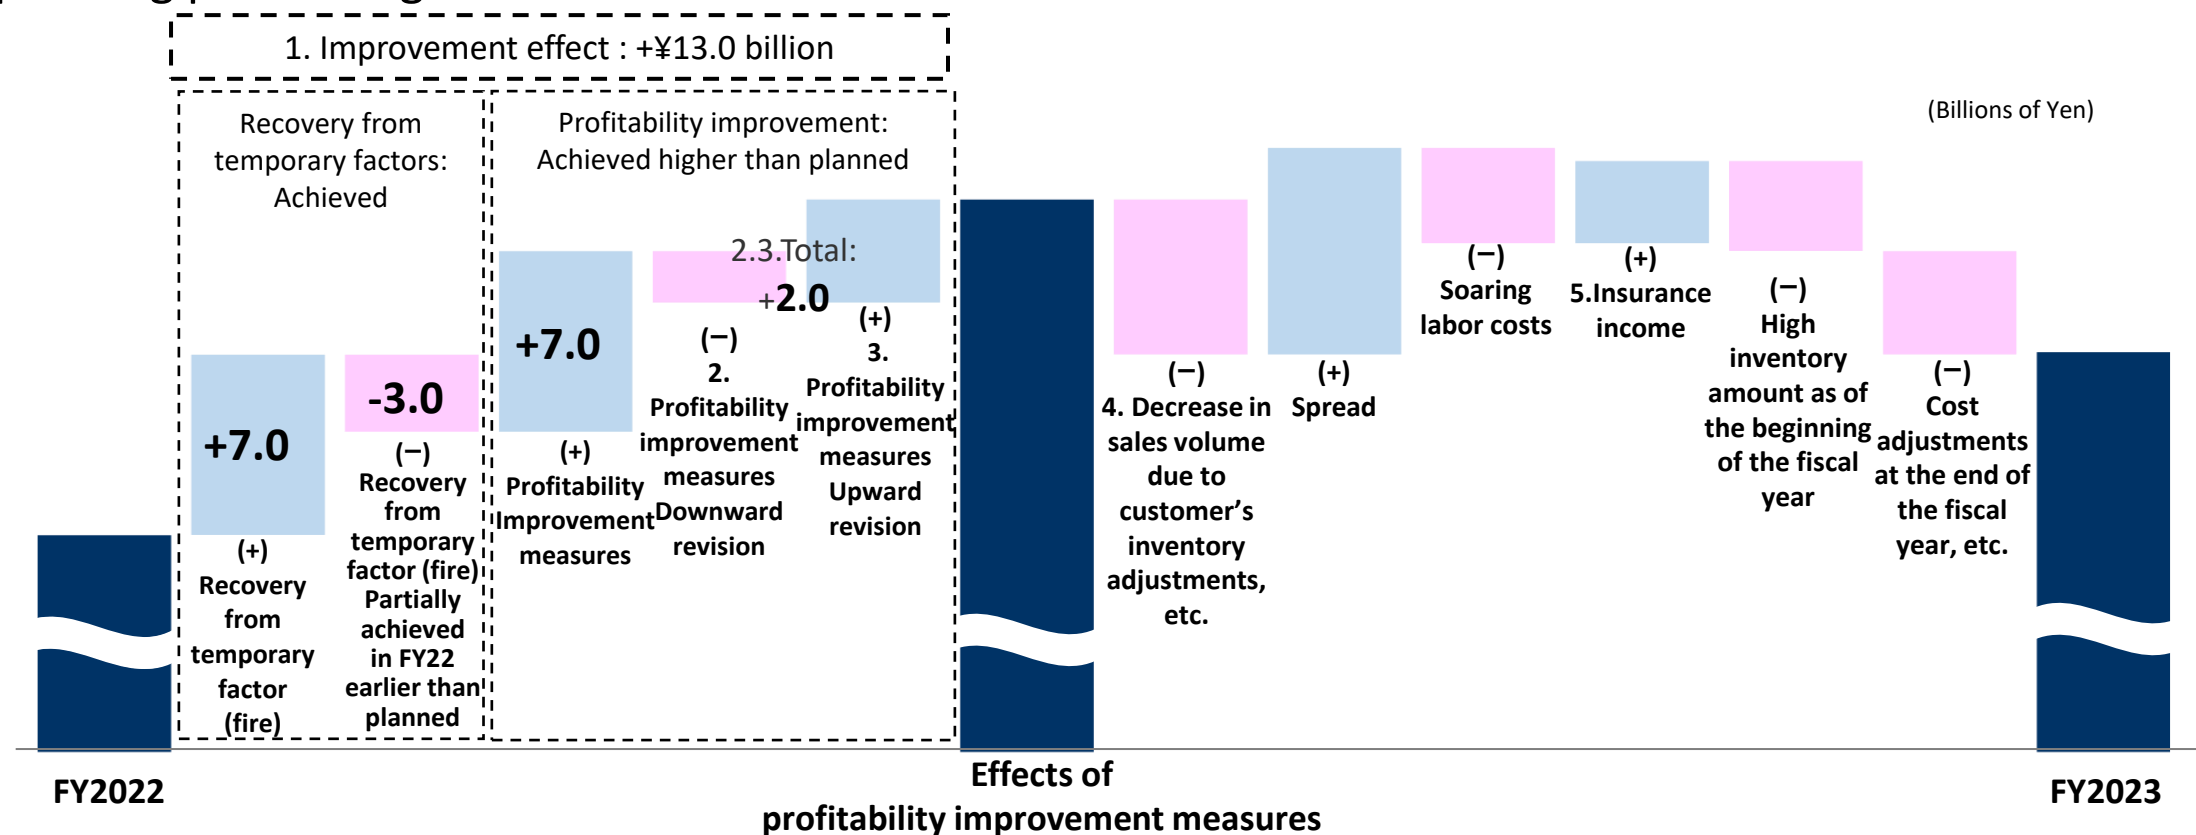 1. Improvement effect : +¥13.0 billion
(Billions of Yen)
Recovery from
temporary factors:
Achieved
Profitability improvement:
Achieved higher than planned
+7.0
(+)
Recovery
from
temporary
factor
(fire)
-3.0
(−)
Recovery
from
temporary
factor (fire)
Partially
achieved
in FY22
earlier than
planned
+7.0
(+)
Profitability
Improvement
measures
2.3.Total:
+2.0
(−)
2.
Profitability
improvement
measures
Downward
revision
(+)
3.
Profitability
improvement
measures
Upward
revision
(−)
4. Decrease in
sales volume
due to
customer’s
inventory
adjustments,
etc.
(+)
Spread
(−)
Soaring
labor costs
(+)
5.Insurance
income
(−)
High
inventory
amount as of
the beginning
of the fiscal
year
(−)
Cost
adjustments
at the end of
the fiscal
year, etc.
FY2022
Effects of
profitability improvement measures
FY2023